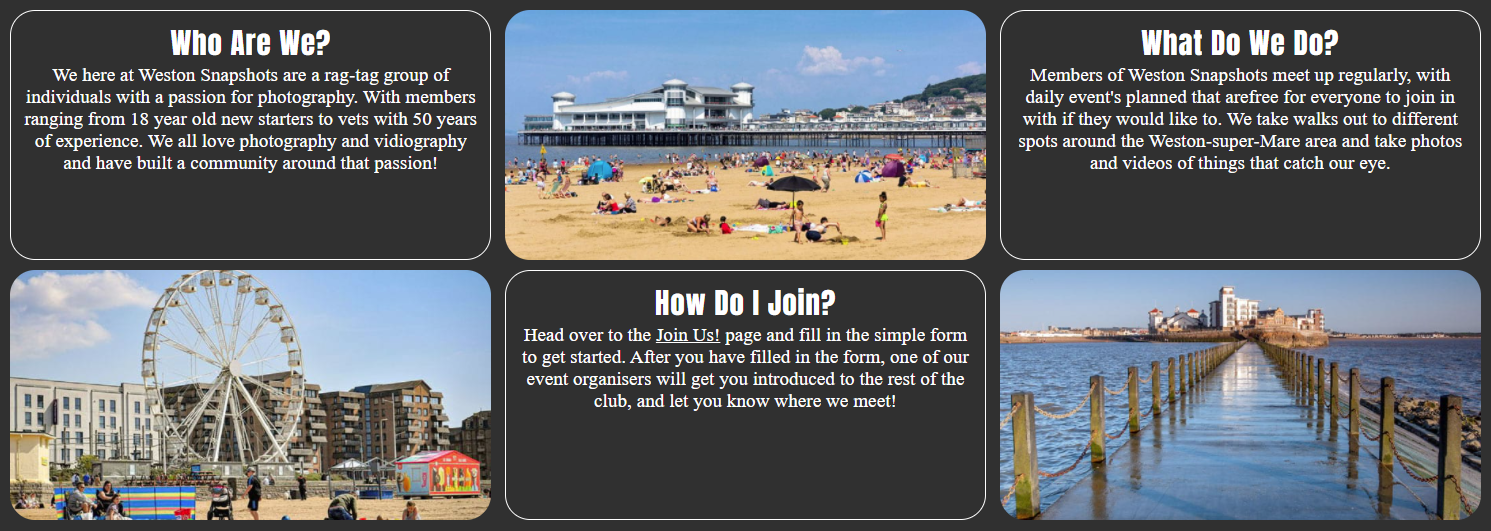 Who Are We?
We here at Weston Snapshots are a rag-tag group of
individuals with a passion for photography. With members
ranging from 18 year old new starters to vets with 50 years
of experience. We all love photography and vidiography
and have built a community around that passion!
What Do We Do?
Members of Weston Snapshots meet up regularly, with
daily event's planned that arefree for everyone to join in
with if they would like to. We take walks out to different
spots around the Weston-super-Mare area and take photos
and videos of things that catch our eye.
How Do I Join?
Head over to the Join Us! page and fill in the simple form
to get started. After you have filled in the form, one of our
event organisers will get you introduced to the rest of the
club, and let you know where we meet!